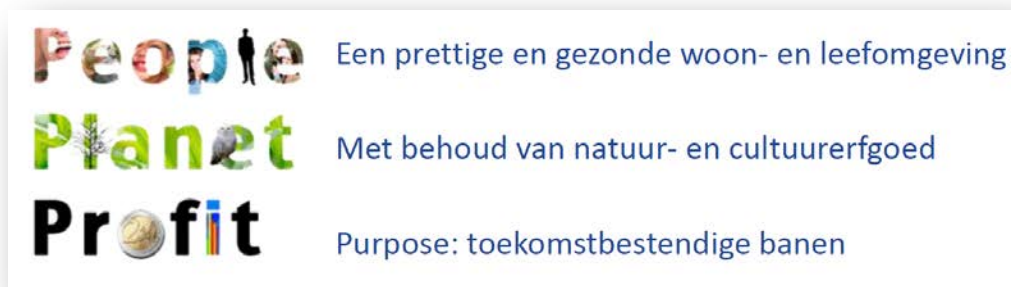 People Een prettige en gezonde woon- en leefomgeving
Planet Met behoud van natuur- en cultuurerfgoed
Profit Purpose: toekomstbestendige banen